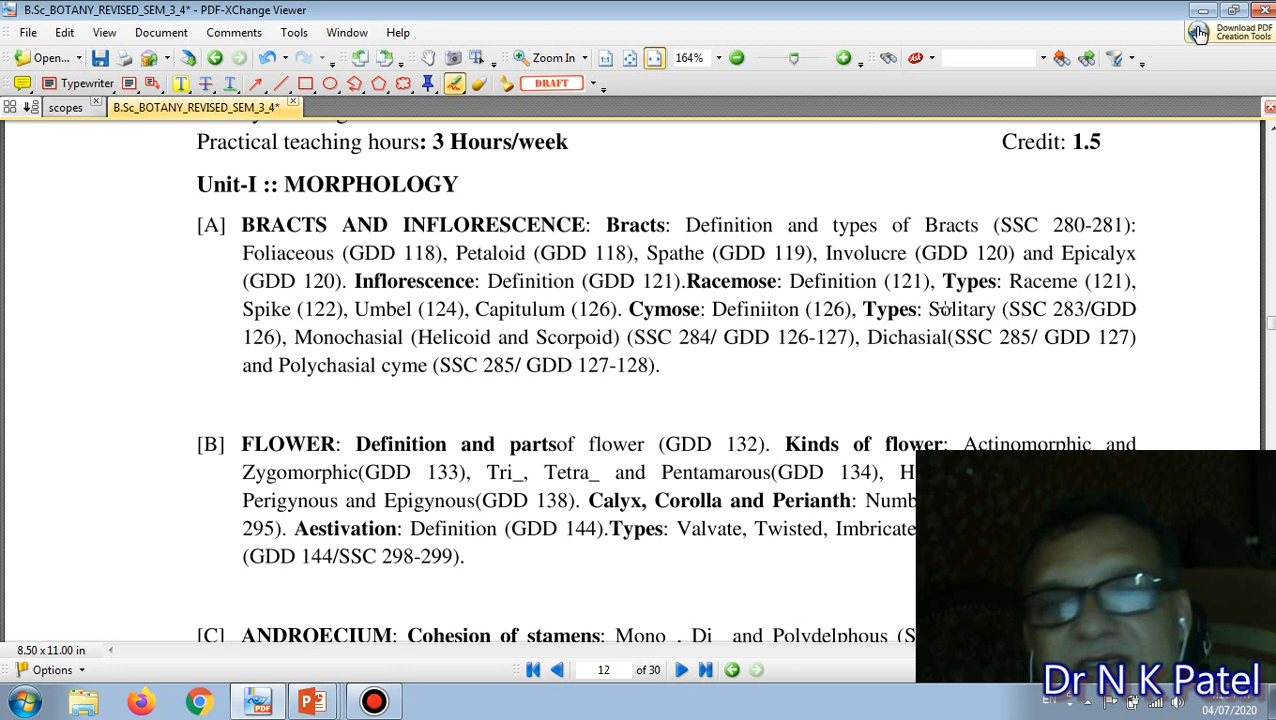 B.Sc_BOTANY_REVISED_SEM_3_4* - PDF-XChange Viewer
File Edit View Document Comments Tools Window Help
Download PDF
Creation Tools
Open... Zoom In 164%
Typewriter DRAFT
scopes B.Sc_BOTANY_REVISED_SEM_3_4*
Practical teaching hours: 3 Hours/week Credit: 1.5
Unit-I :: MORPHOLOGY
[A] BRACTS AND INFLORESCENCE: Bracts: Definition and types of Bracts (SSC 280-281):
Foliaceous (GDD 118), Petaloid (GDD 118), Spathe (GDD 119), Involucre (GDD 120) and Epicalyx
(GDD 120). Inflorescence: Definition (GDD 121).Racemose: Definition (121), Types: Raceme (121),
Spike (122), Umbel (124), Capitulum (126). Cymose: Definiiton (126), Types: Solitary (SSC 283/GDD
126), Monochasial (Helicoid and Scorpoid) (SSC 284/ GDD 126-127), Dichasial(SSC 285/ GDD 127)
and Polychasial cyme (SSC 285/ GDD 127-128).
[B] FLOWER: Definition and partsof flower (GDD 132). Kinds of flower: Actinomorphic and
Zygomorphic(GDD 133), Tri_, Tetra_ and Pentamarous(GDD 134), H
Perigynous and Epigynous(GDD 138). Calyx, Corolla and Perianth: Numb
295). Aestivation: Definition (GDD 144).Types: Valvate, Twisted, Imbricate
(GDD 144/SSC 298-299).
[C] ANDROECIUM: Cohesion of stamens: Mono_, Di_ and Polydelphous (S
8.50 x 11.00 in
Options 12 of 30
Dr N K Patel
04/07/2020